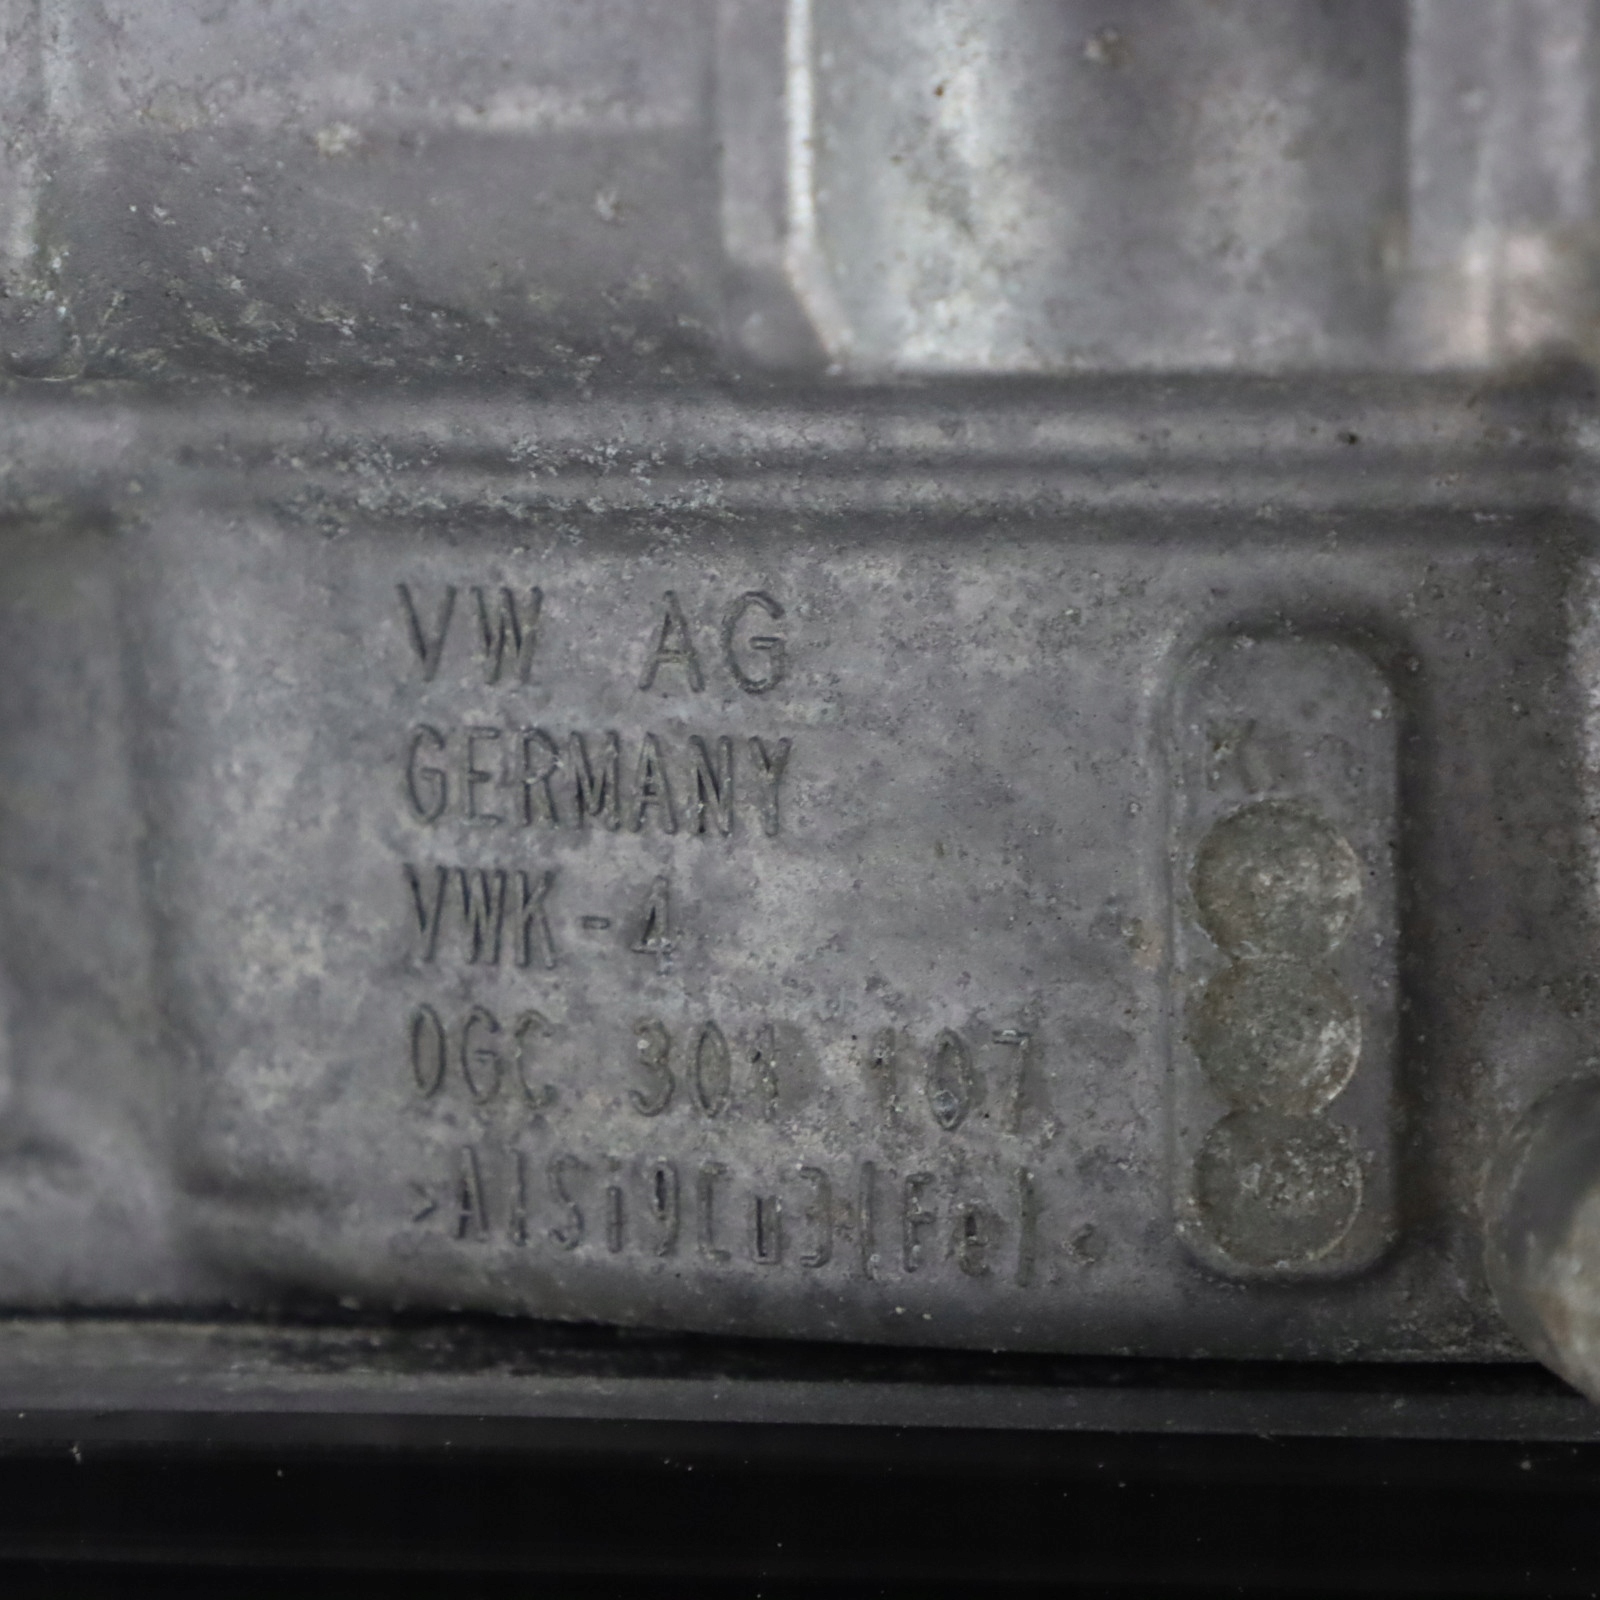 VW AG
GERMANY
VWK-4
0GC 301 107
>AlSi9Cu3(Fe)<
K